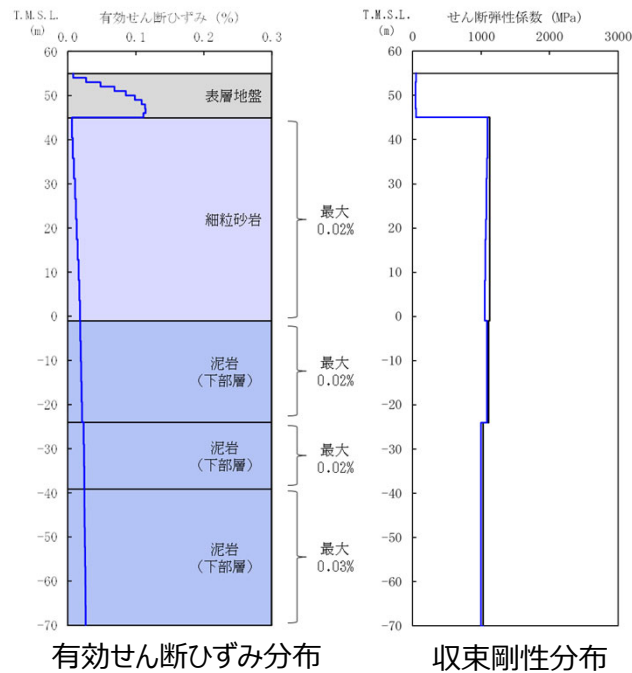 T.M.S.L. 有効せん断ひずみ (%)
(m) 0.0 0.1 0.2 0.3
60
50
40
30
20
10
0
-10
-20
-30
-40
-50
-60
-70
表層地盤
細粒砂岩
泥岩
(下部層)
泥岩
(下部層)
泥岩
(下部層)
最大
0.02%
最大
0.02%
最大
0.02%
最大
0.03%
有効せん断ひずみ分布
T.M.S.L. せん断弾性係数 (MPa)
(m) 0 1000 2000 3000
60
50
40
30
20
10
0
-10
-20
-30
-40
-50
-60
-70
収束剛性分布